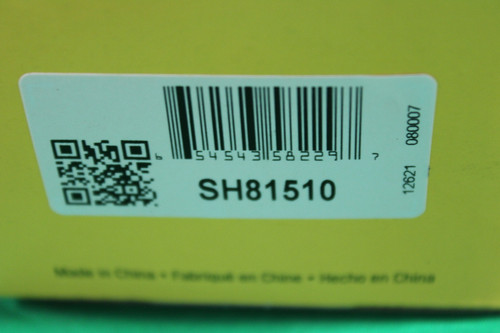 6 54543 58229 7
SH81510
12621 080007
Made in China • Fabriqué en Chine • Hecho en China